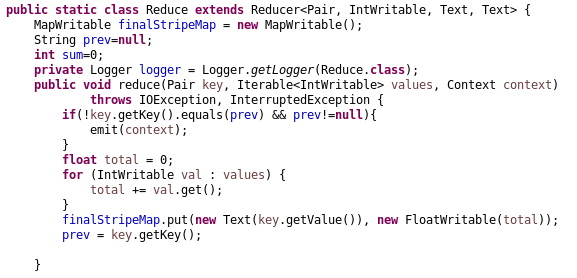 public static class Reduce extends Reducer<Pair, IntWritable, Text, Text> {
    MapWritable finalStripeMap = new MapWritable();
    String prev=null;
    int sum=0;
    private Logger logger = Logger.getLogger(Reduce.class);
    public void reduce(Pair key, Iterable<IntWritable> values, Context context)
            throws IOException, InterruptedException {
        if(!key.getKey().equals(prev) && prev!=null){
            emit(context);
        }
        float total = 0;
        for (IntWritable val : values) {
            total += val.get();
        }
        finalStripeMap.put(new Text(key.getValue()), new FloatWritable(total));
        prev = key.getKey();
    }